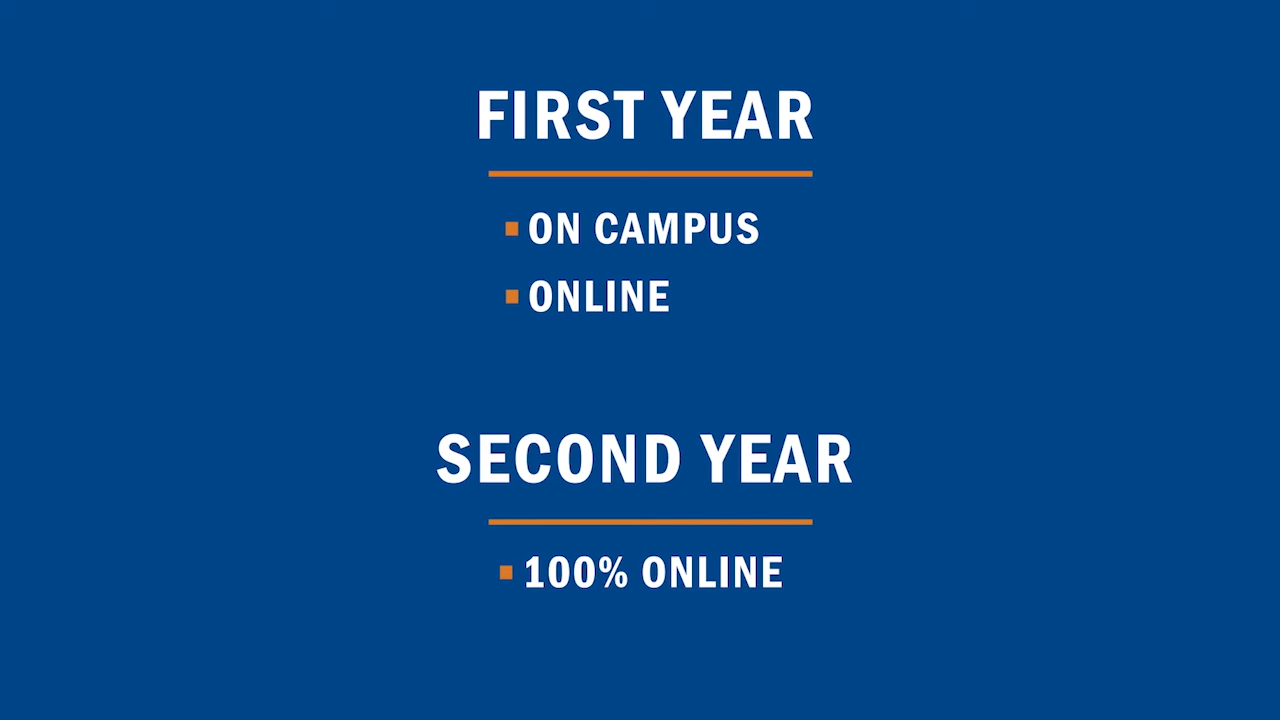 FIRST YEAR
ON CAMPUS
ONLINE
SECOND YEAR
100% ONLINE